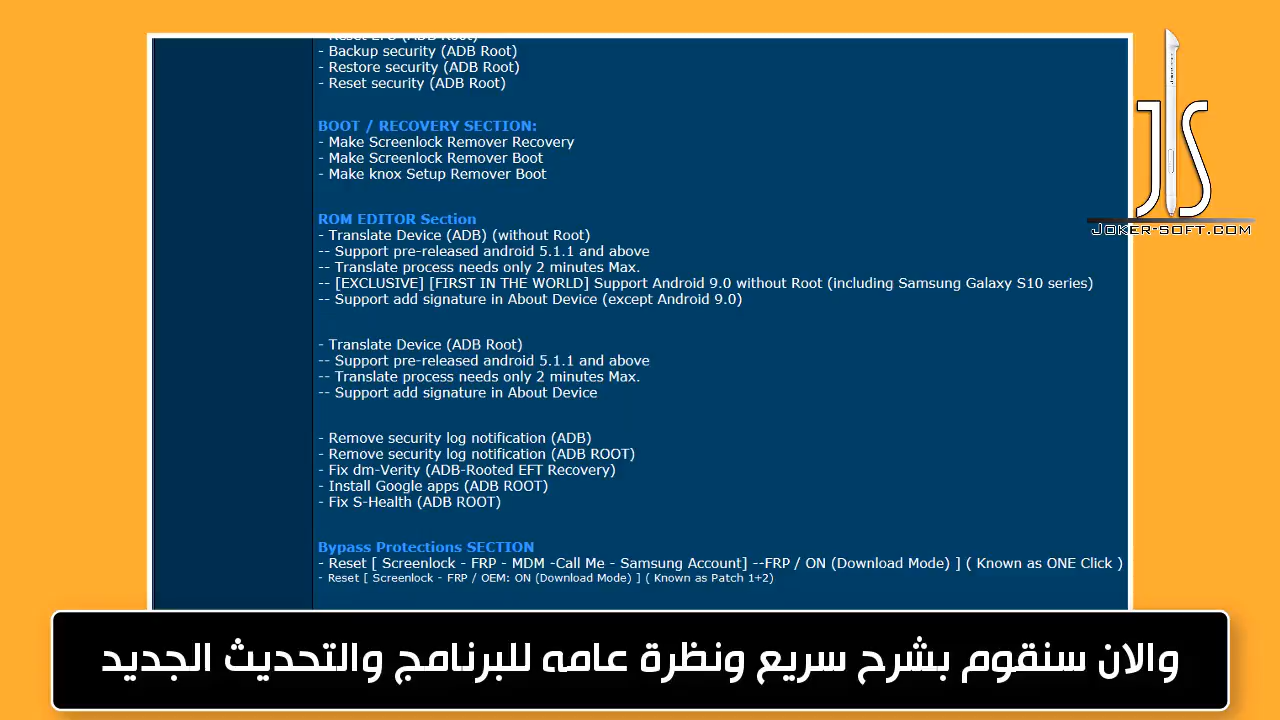 - Reset EFS (ADB Root)
- Backup security (ADB Root)
- Restore security (ADB Root)
- Reset security (ADB Root)
BOOT / RECOVERY SECTION:
- Make Screenlock Remover Recovery
- Make Screenlock Remover Boot
- Make knox Setup Remover Boot
ROM EDITOR Section
- Translate Device (ADB) (without Root)
-- Support pre-released android 5.1.1 and above
-- Translate process needs only 2 minutes Max.
-- [EXCLUSIVE] [FIRST IN THE WORLD] Support Android 9.0 without Root (including Samsung Galaxy S10 series)
-- Support add signature in About Device (except Android 9.0)
- Translate Device (ADB Root)
-- Support pre-released android 5.1.1 and above
-- Translate process needs only 2 minutes Max.
-- Support add signature in About Device
- Remove security log notification (ADB)
- Remove security log notification (ADB ROOT)
- Fix dm-Verity (ADB-Rooted EFT Recovery)
- Install Google apps (ADB ROOT)
- Fix S-Health (ADB ROOT)
Bypass Protections SECTION
- Reset [ Screenlock - FRP - MDM -Call Me - Samsung Account] --FRP / ON (Download Mode) ] ( Known as ONE Click )
- Reset [ Screenlock - FRP / OEM: ON (Download Mode) ] ( Known as Patch 1+2)
JS
JOKER-SOFT.COM
والان سنقوم بشرح سريع ونظرة عامه للبرنامج والتحديث الجديد